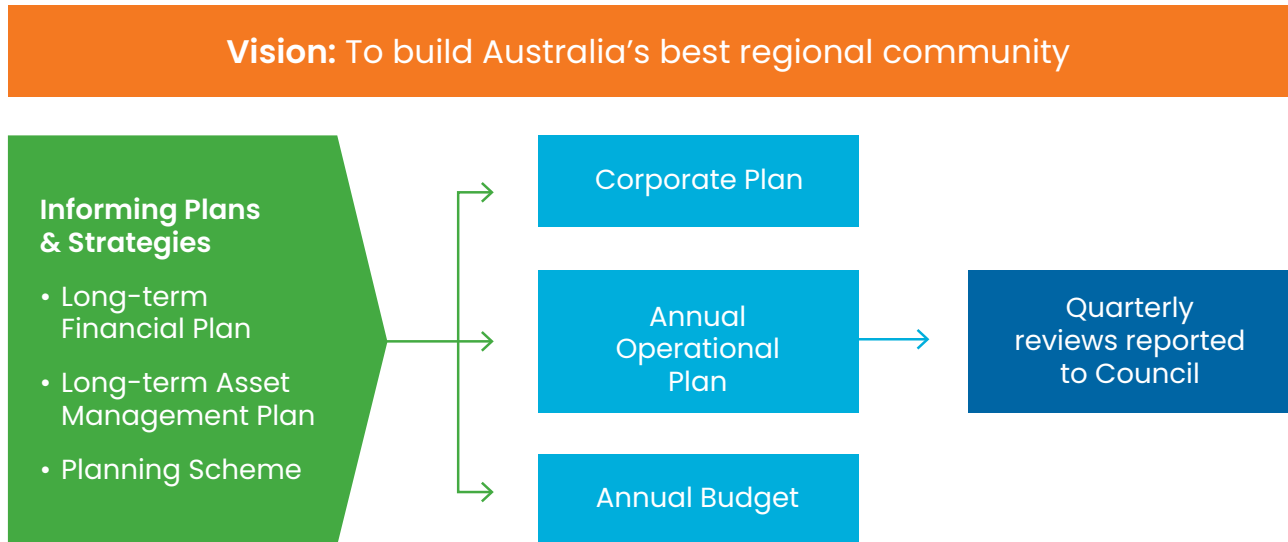 Vision: To build Australia’s best regional community
Informing Plans
& Strategies
• Long-term
Financial Plan
• Long-term Asset
Management Plan
• Planning Scheme
Corporate Plan
Annual
Operational
Plan
Annual Budget
Quarterly
reviews reported
to Council